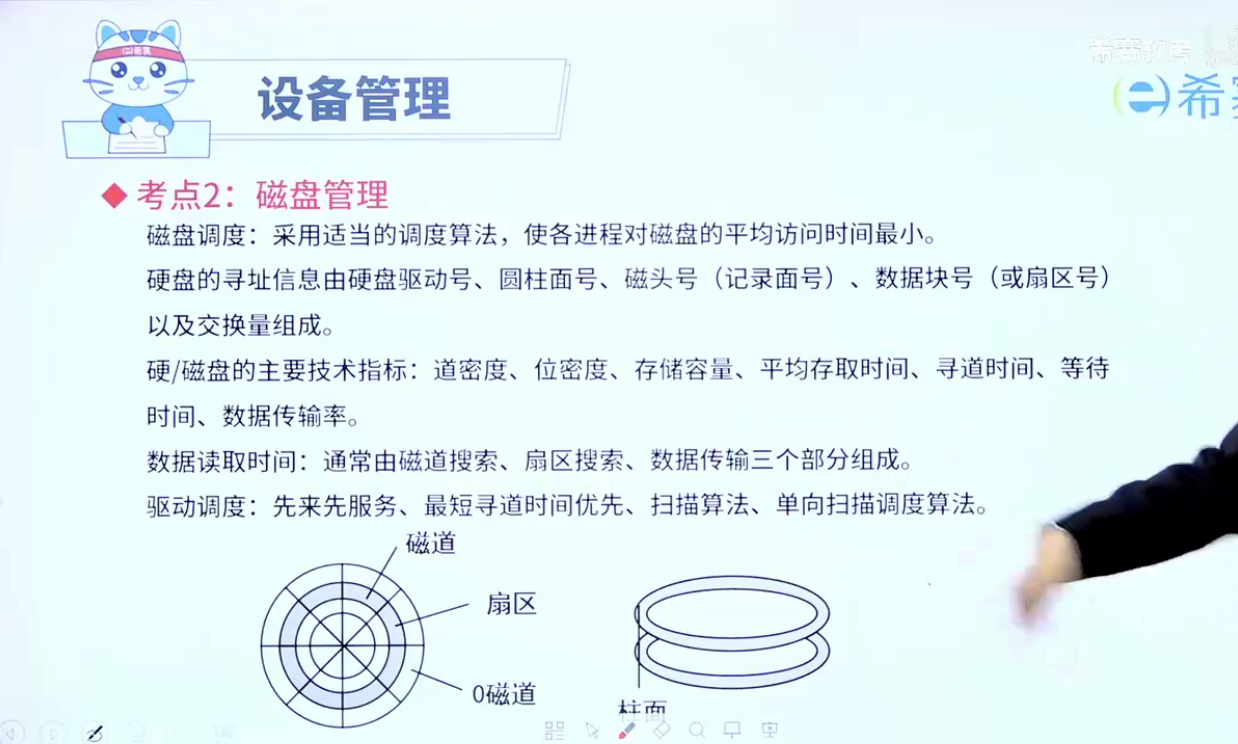 希赛软考
希赛
设备管理
考点2：磁盘管理
磁盘调度：采用适当的调度算法，使各进程对磁盘的平均访问时间最小。
硬盘的寻址信息由硬盘驱动号、圆柱面号、磁头号（记录面号）、数据块号（或扇区号）
以及交换量组成。
硬/磁盘的主要技术指标：道密度、位密度、存储容量、平均存取时间、寻道时间、等待
时间、数据传输率。
数据读取时间：通常由磁道搜索、扇区搜索、数据传输三个部分组成。
驱动调度：先来先服务、最短寻道时间优先、扫描算法、单向扫描调度算法。
磁道
扇区
0磁道
柱面